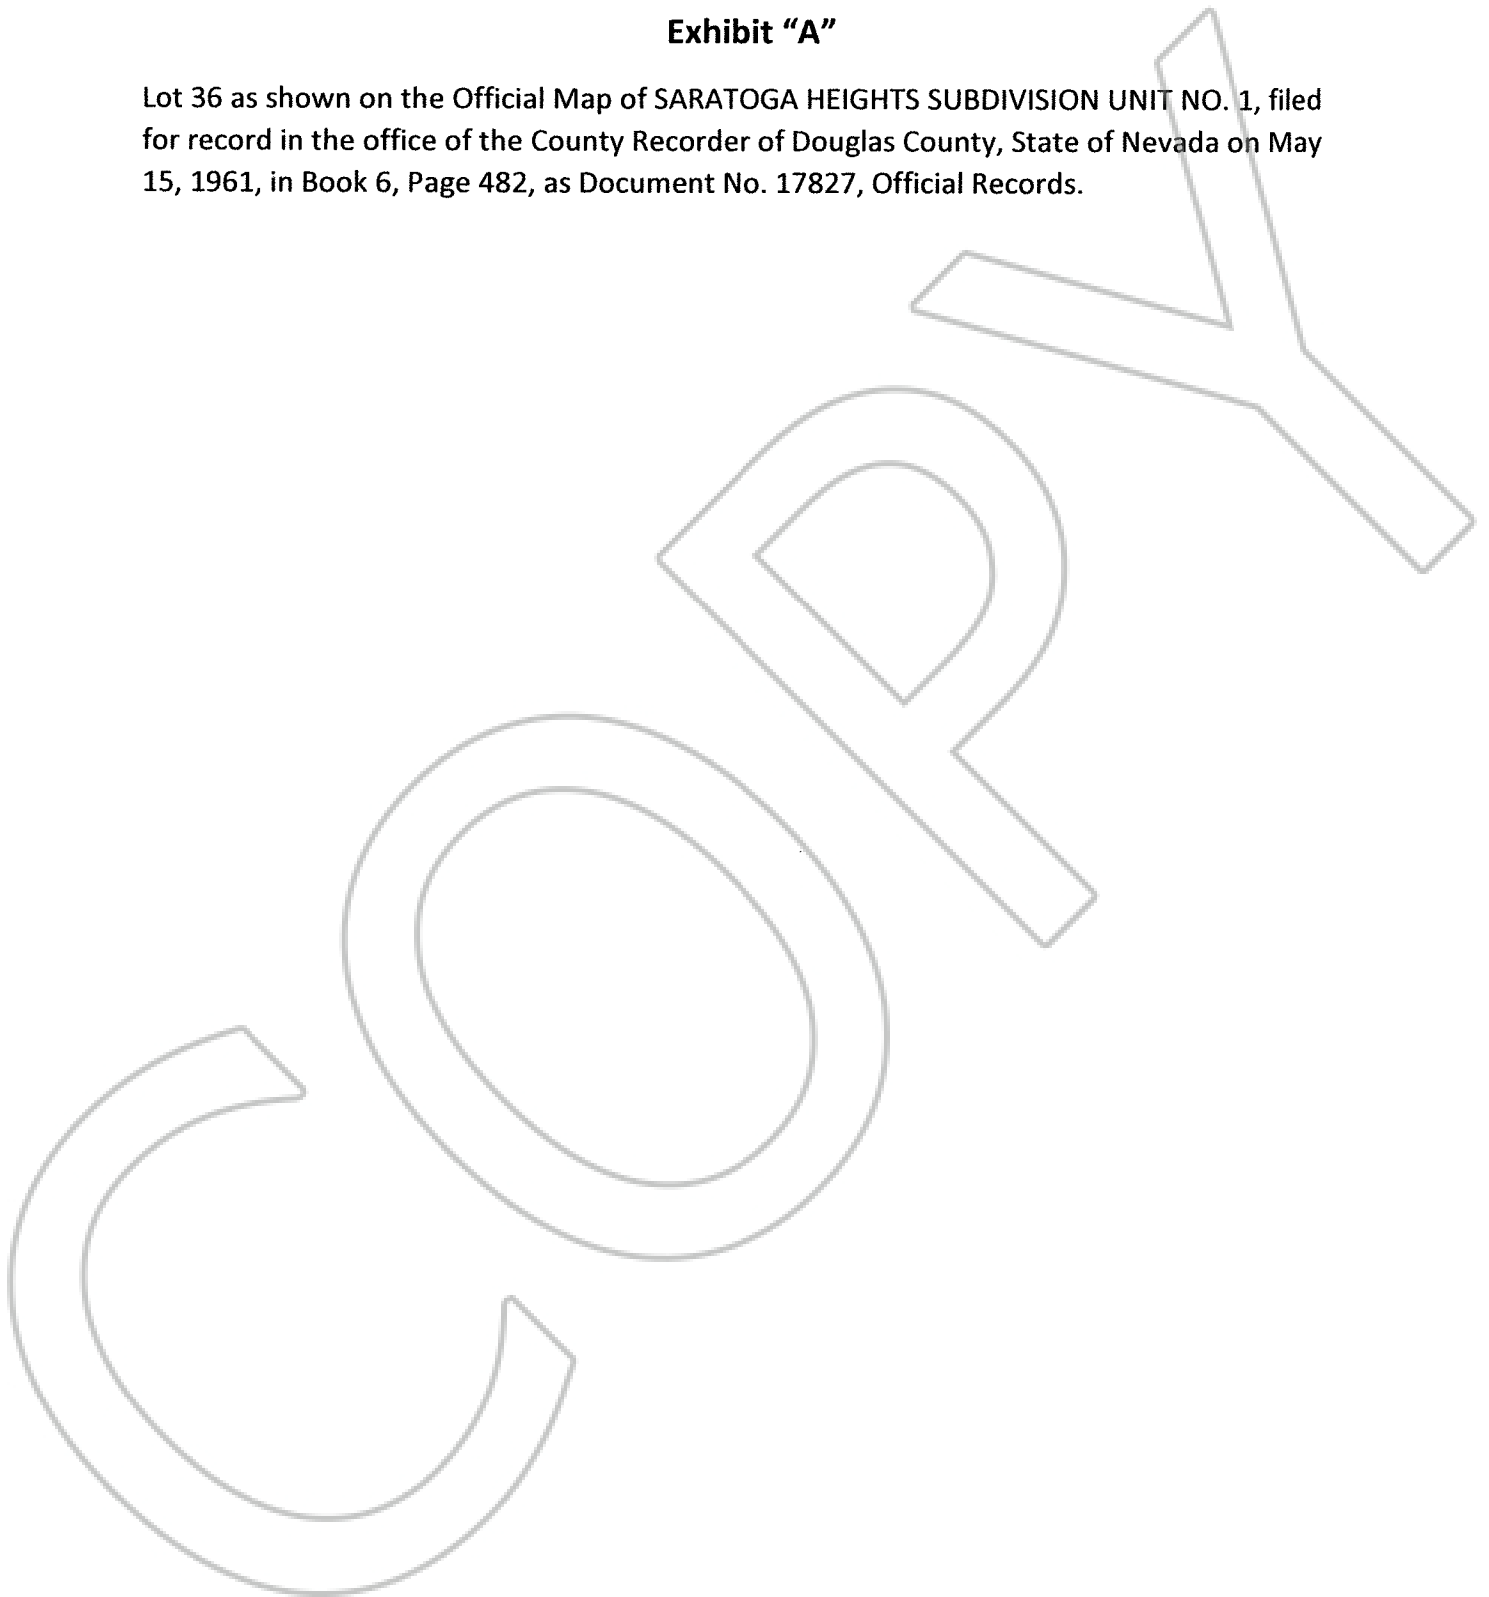 Exhibit “A”
Lot 36 as shown on the Official Map of SARATOGA HEIGHTS SUBDIVISION UNIT NO. 1, filed
for record in the office of the County Recorder of Douglas County, State of Nevada on May
15, 1961, in Book 6, Page 482, as Document No. 17827, Official Records.
COPY